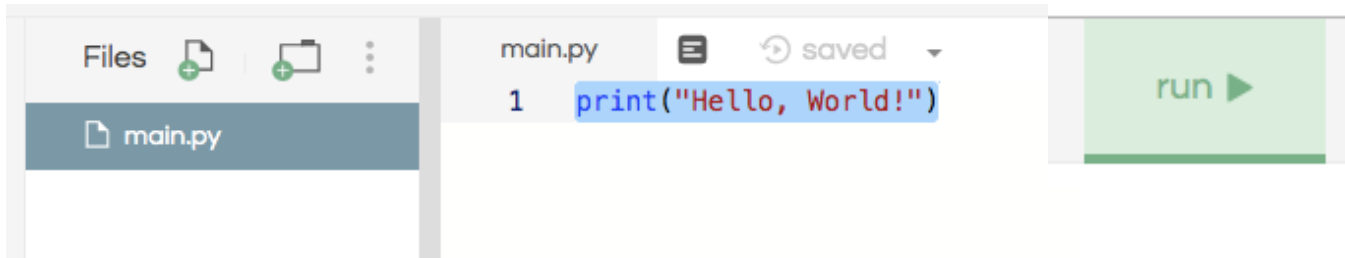 Files
main.py
main.py
saved
1 print("Hello, World!")
run